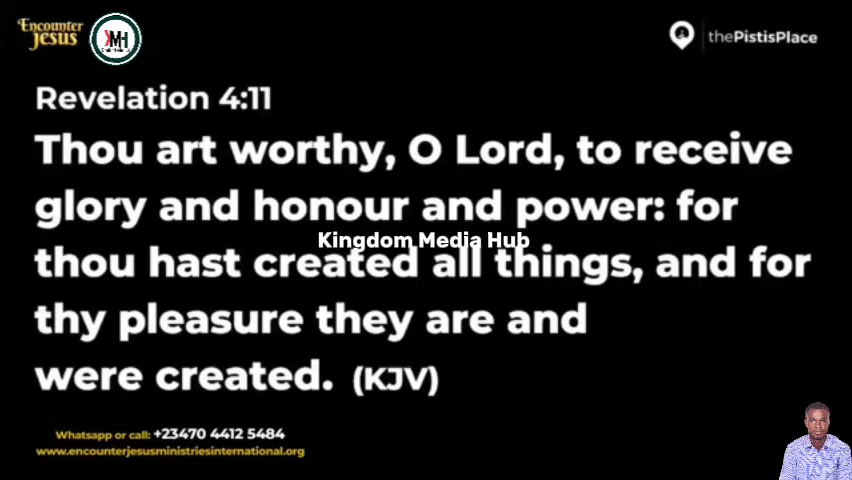 Encounter
Jesus
KMH
thePistisPlace
Revelation 4:11
Thou art worthy, O Lord, to receive
glory and honour and power: for
Kingdom Media Hub
thou hast created all things, and for
thy pleasure they are and
were created. (KJV)
Whatsapp or call: +23470 4412 5484
www.encounterjesusministriesinternational.org